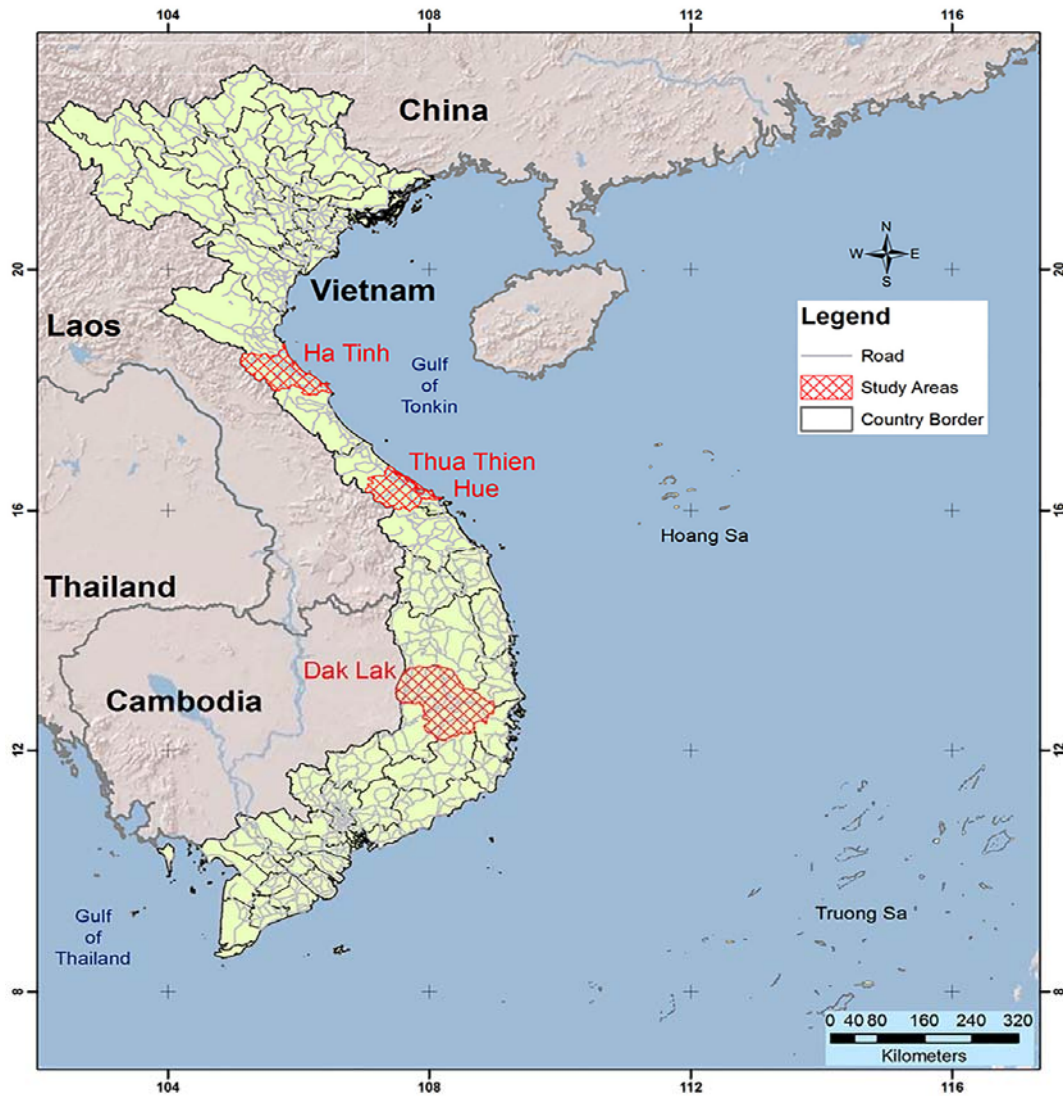 104
108
112
116
China
20
20
N
W
E
S
Vietnam
Laos
Legend
Road
Study Areas
Country Border
Ha Tinh
Gulf
of
Tonkin
Thua Thien
Hue
16
16
Hoang Sa
Thailand
Dak Lak
Cambodia
12
12
Gulf
of
Thailand
Truong Sa
8
8
0 40 80 160 240 320
Kilometers
104
108
112
116